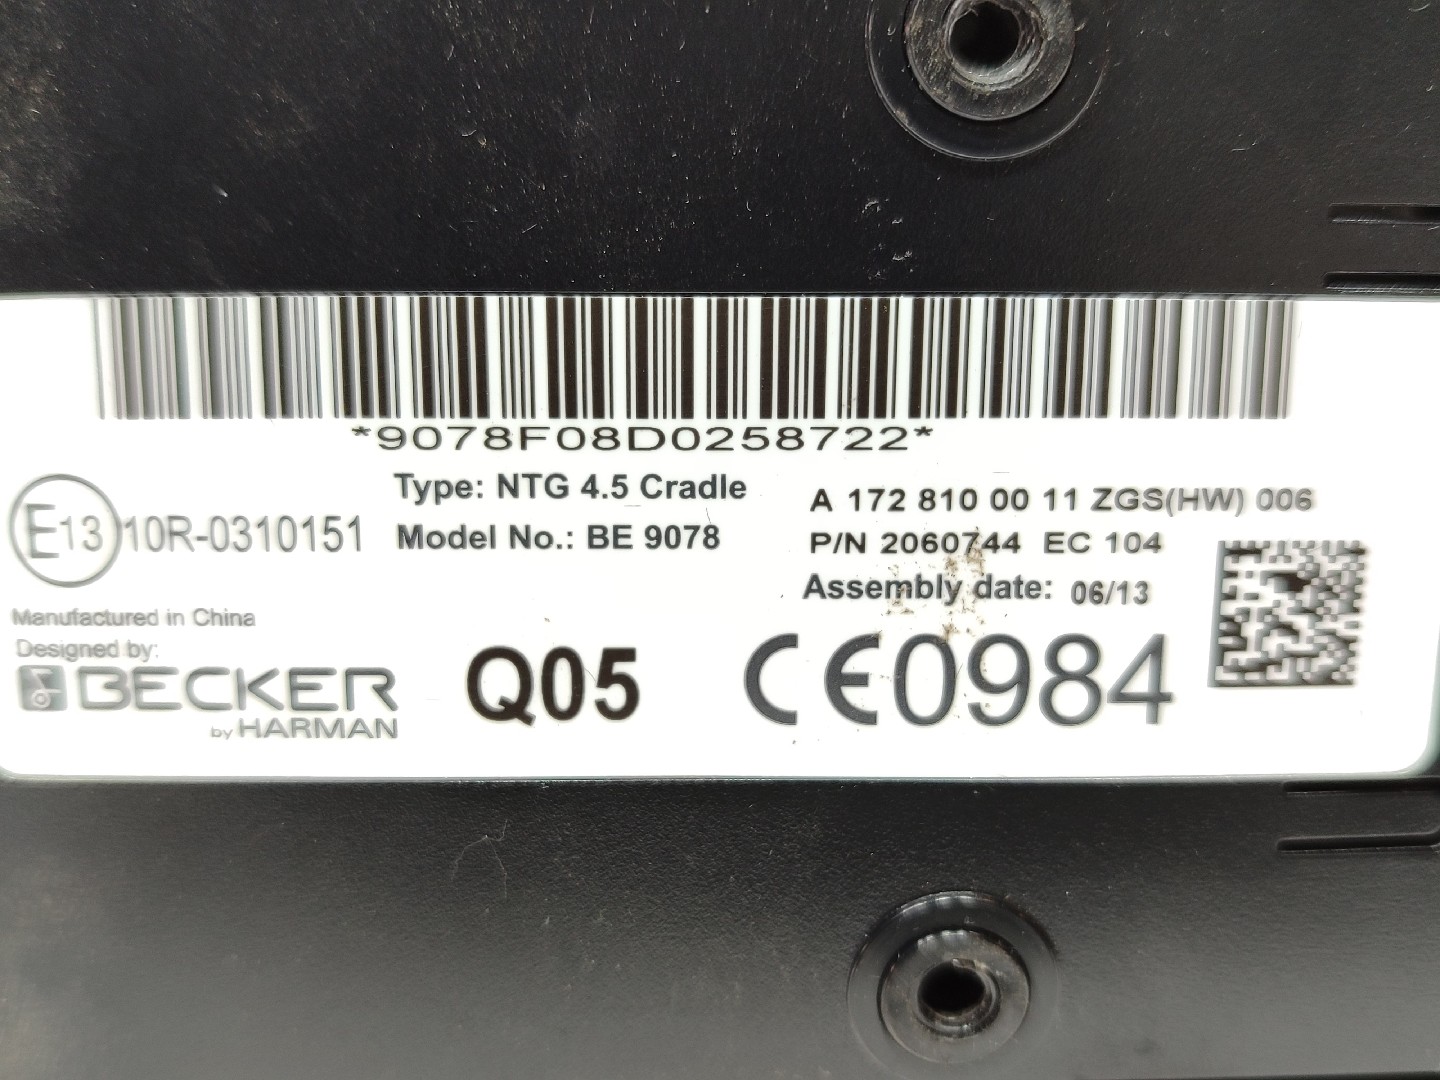 *9078F08D0258722*
Type: NTG 4.5 Cradle
A 172 810 00 11 ZGS(HW) 006
E13 10R-0310151
Model No.: BE 9078
P/N 2060744 EC 104
Assembly date: 06/13
Manufactured in China
Designed by:
BECKER
by HARMAN
Q05
CE0984